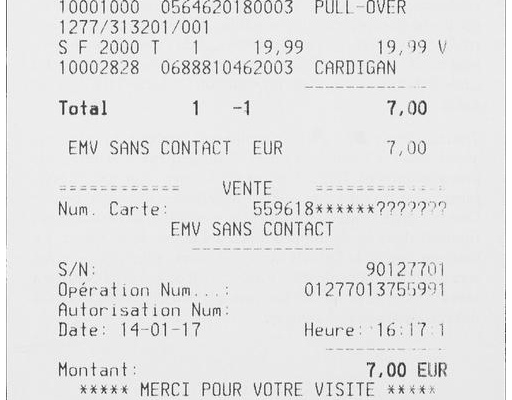 10001000 0564620180003 PULL-OVER
1277/313201/001
S F 2000 T 1 19,99 19,99 V
10002828 0688810462003 CARDIGAN
Total 1 -1 7,00
EMV SANS CONTACT EUR 7,00
============ VENTE ============
Num. Carte: 559618******???????
EMV SANS CONTACT
S/N: 90127701
Opération Num...: 01277013755991
Autorisation Num:
Date: 14-01-17 Heure: 16:17:1
Montant: 7,00 EUR
***** MERCI POUR VOTRE VISITE *****